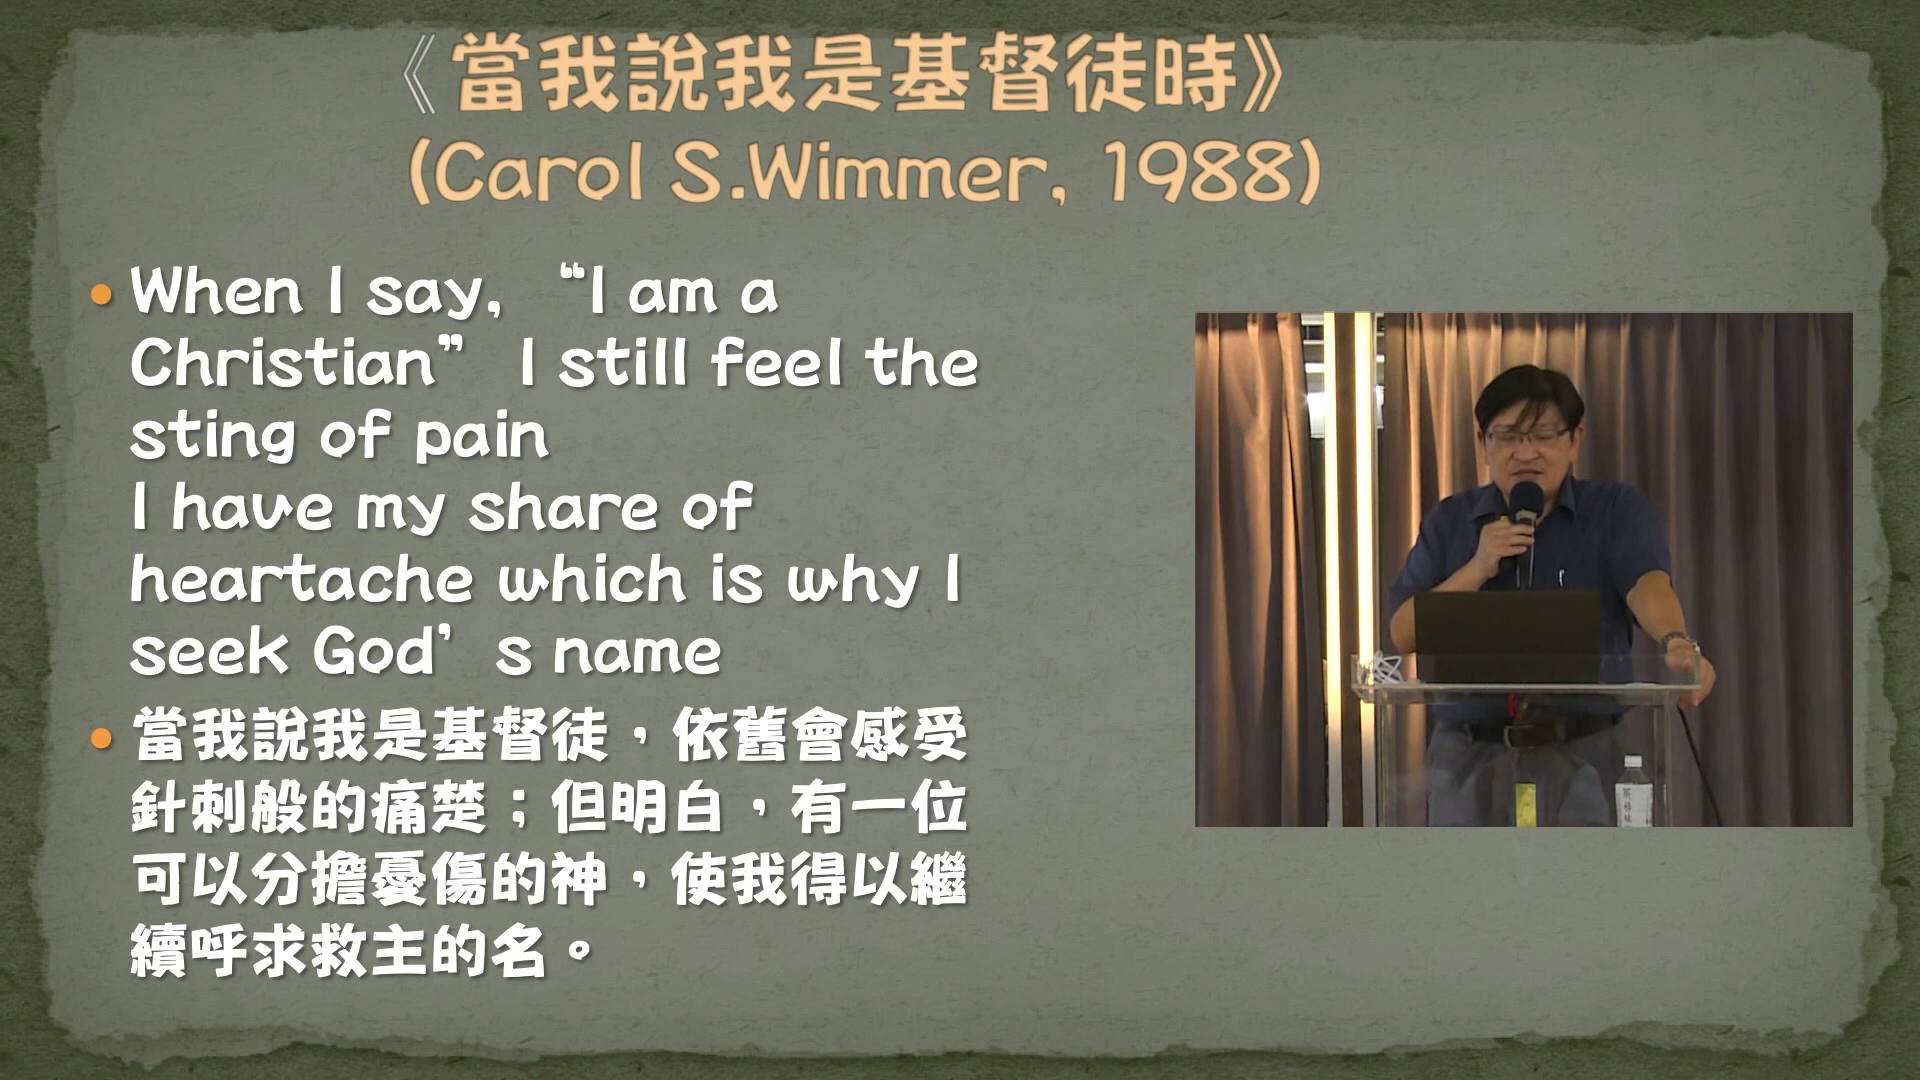 《當我說我是基督徒時》
(Carol S.Wimmer, 1988)
• When I say, “I am a
Christian” I still feel the
sting of pain
I have my share of
heartache which is why I
seek God’s name
• 當我說我是基督徒，依舊會感受
針刺般的痛楚；但明白，有一位
可以分擔憂傷的神，使我得以繼
續呼求救主的名。